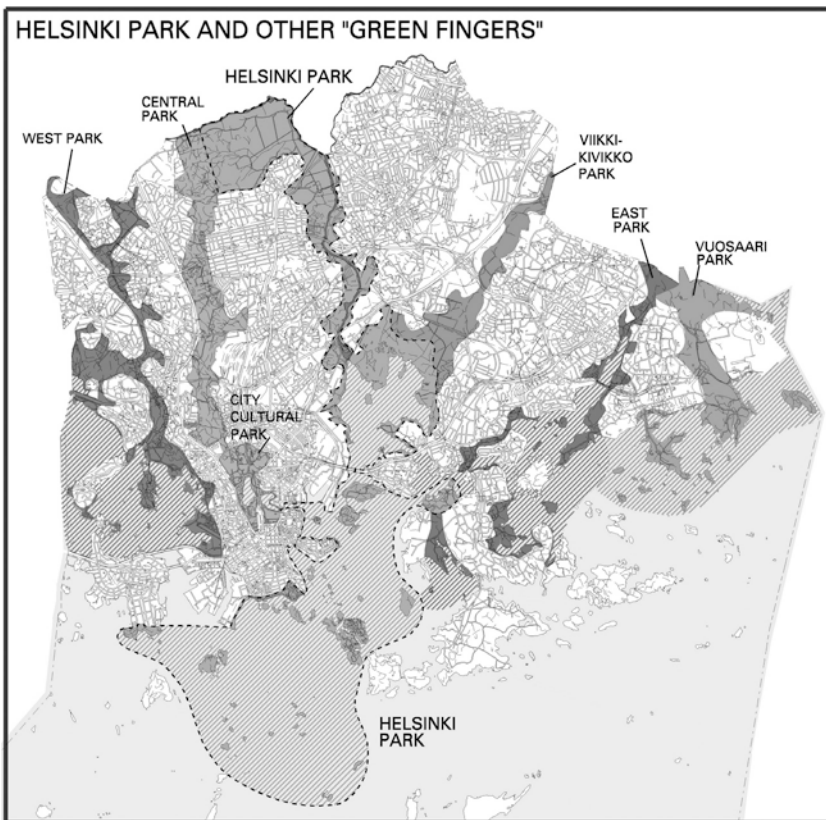 HELSINKI PARK AND OTHER "GREEN FINGERS"
HELSINKI PARK
CENTRAL
PARK
WEST PARK
VIIKKI-
KIVIKKO
PARK
EAST
PARK
VUOSAARI
PARK
CITY
CULTURAL
PARK
HELSINKI
PARK